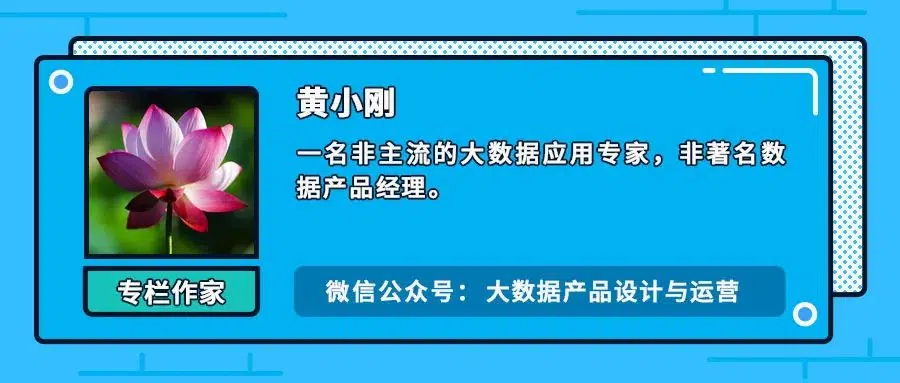 黄小刚
一名非主流的大数据应用专家，非著名数
据产品经理。
专栏作家
微信公众号：大数据产品设计与运营